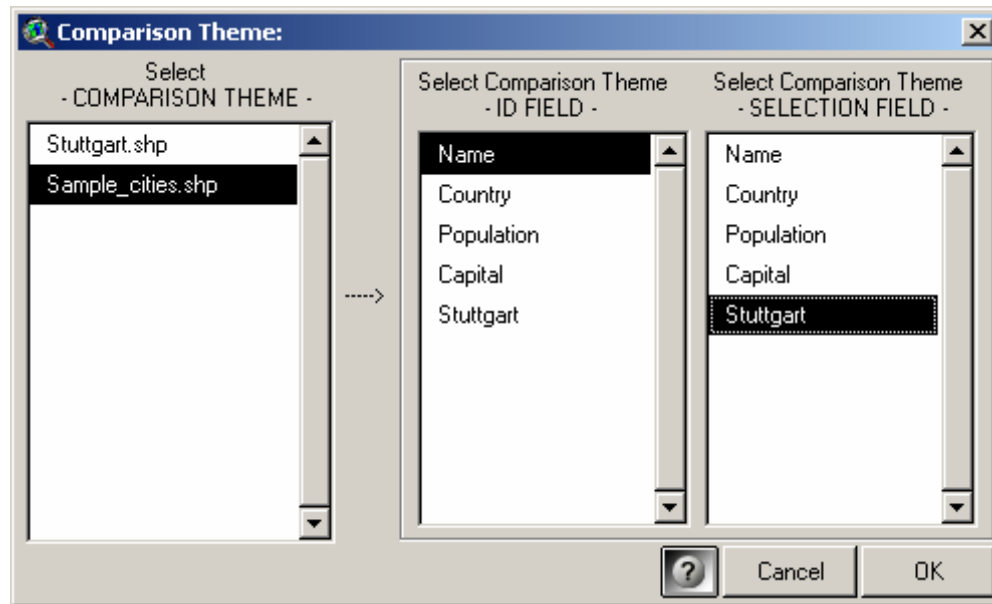 Comparison Theme:
Select
- COMPARISON THEME -
Stuttgart.shp
Sample_cities.shp
----->
Select Comparison Theme
- ID FIELD -
Name
Country
Population
Capital
Stuttgart
Select Comparison Theme
- SELECTION FIELD -
Name
Country
Population
Capital
Stuttgart
?
Cancel
OK